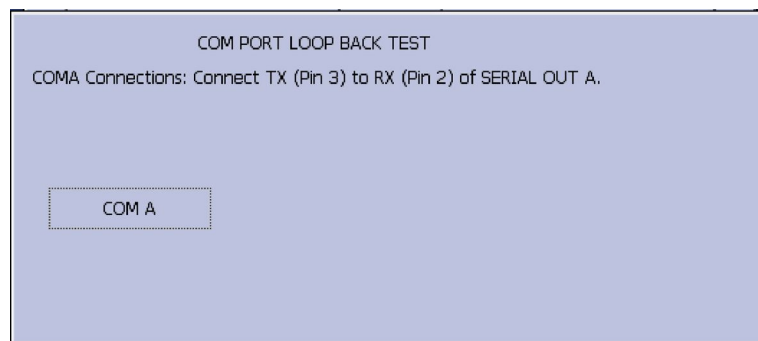 COM PORT LOOP BACK TEST
COMA Connections: Connect TX (Pin 3) to RX (Pin 2) of SERIAL OUT A.
COM A